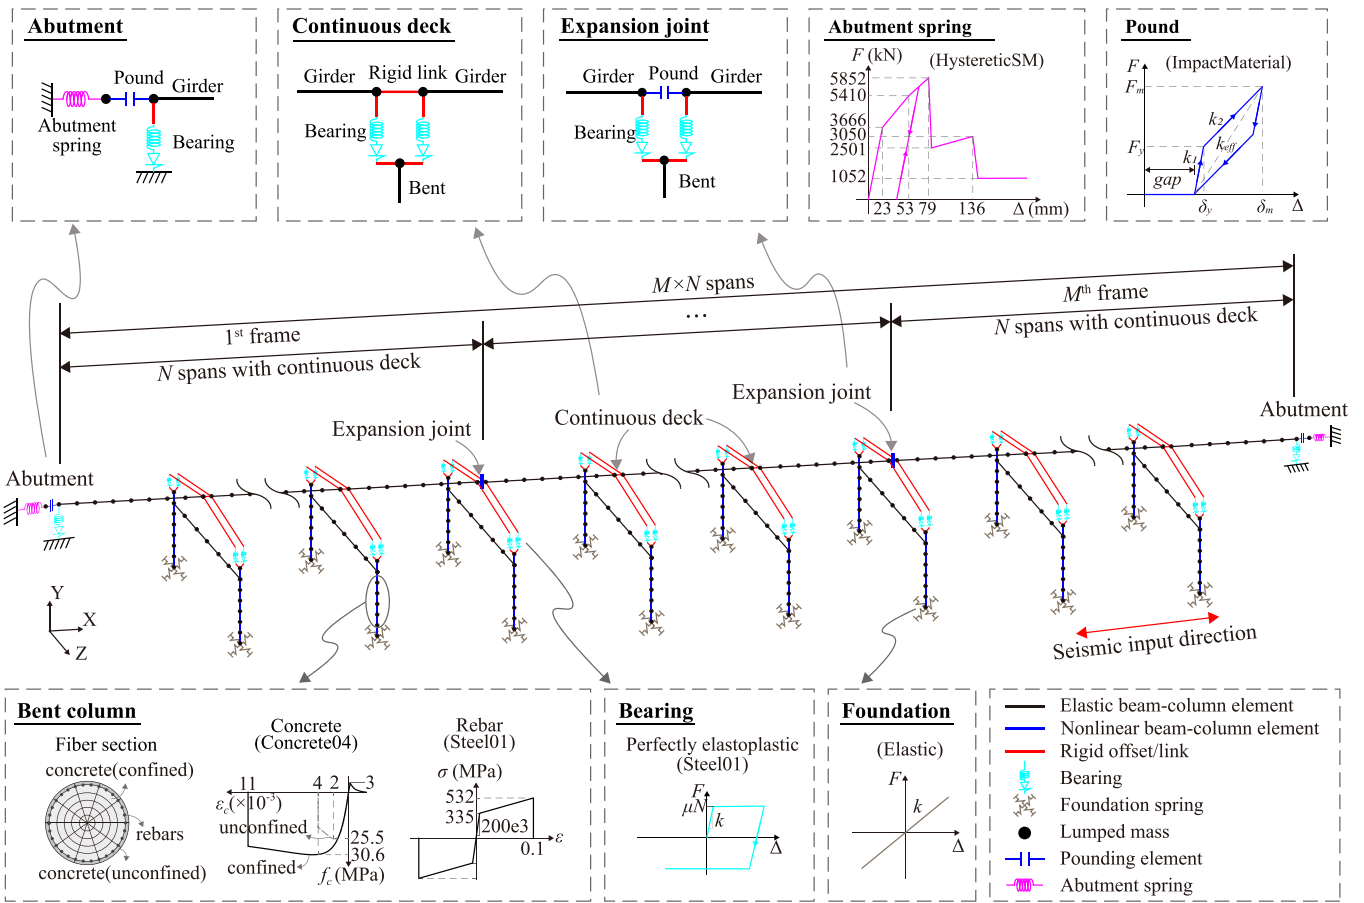 Abutment
Pound
Girder
Abutment
spring
Bearing
Continuous deck
Girder
Rigid link
Girder
Bearing
Bent
Expansion joint
Girder
Pound
Girder
Bearing
Bent
Abutment spring
F (kN)
(HystereticSM)
5852
5410
3666
3050
2501
1052
23 53 79 136 Δ (mm)
Pound
(ImpactMaterial)
F
Fm
k2
Fy
k1
keff
gap
δy δm Δ
M×N spans
Mth frame
1st frame
...
N spans with continuous deck
N spans with continuous deck
Expansion joint
Abutment
Continuous deck
Expansion joint
Abutment
Y
X
Z
Seismic input direction
Bent column
Fiber section
concrete(confined)
rebars
concrete(unconfined)
Concrete
(Concrete04)
11 4 2 3
εc(×10-3)
unconfined
25.5
30.6
confined
fc (MPa)
Rebar
(Steel01)
σ (MPa)
532
335
200e3
ε
0.1
Bearing
Perfectly elastoplastic
(Steel01)
F
μN
k
Δ
Foundation
(Elastic)
F
k
Δ
Elastic beam-column element
Nonlinear beam-column element
Rigid offset/link
Bearing
Foundation spring
Lumped mass
Pounding element
Abutment spring